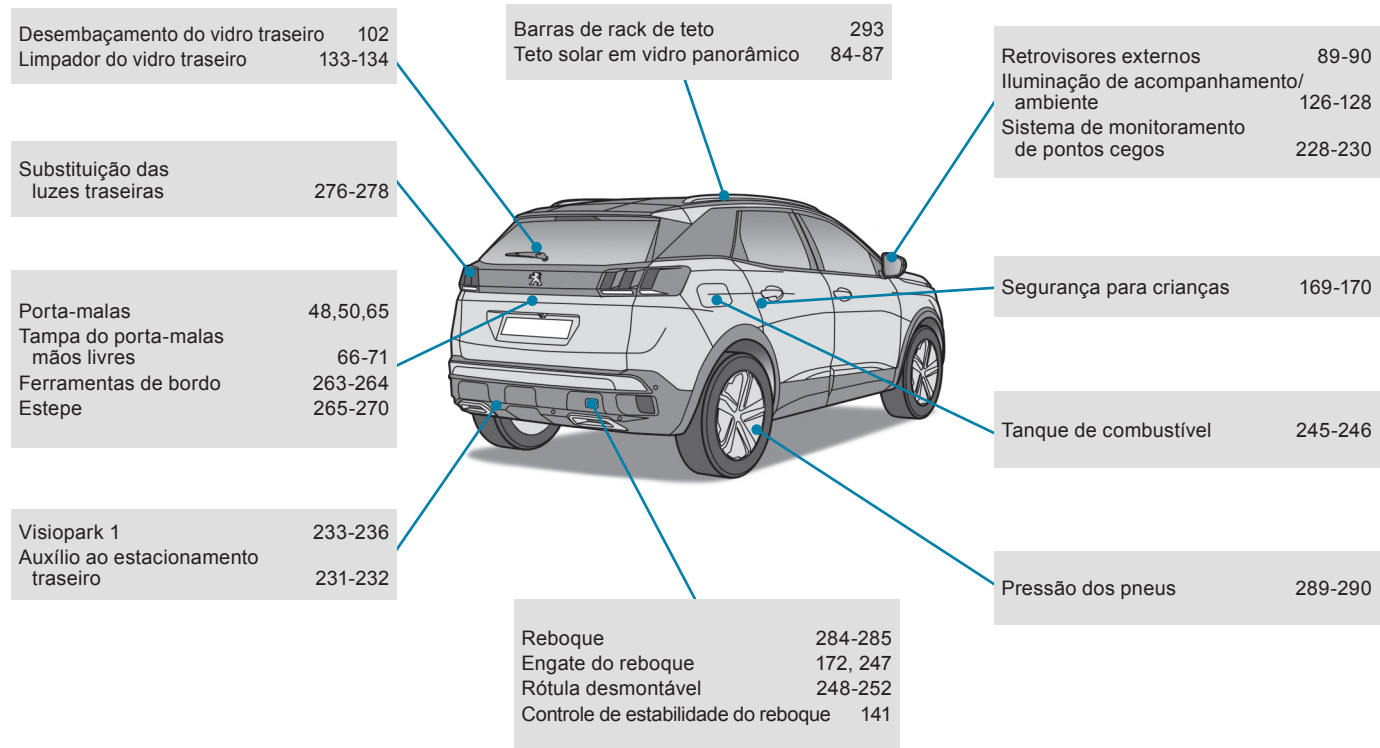 Desembaçamento do vidro traseiro 102
Limpador do vidro traseiro 133-134
Barras de rack de teto 293
Teto solar em vidro panorâmico 84-87
Retrovisores externos 89-90
Iluminação de acompanhamento/
ambiente 126-128
Sistema de monitoramento
de pontos cegos 228-230
Substituição das
luzes traseiras 276-278
Segurança para crianças 169-170
Porta-malas 48,50,65
Tampa do porta-malas
mãos livres 66-71
Ferramentas de bordo 263-264
Estepe 265-270
Tanque de combustível 245-246
Visiopark 1 233-236
Auxílio ao estacionamento
traseiro 231-232
Pressão dos pneus 289-290
Reboque 284-285
Engate do reboque 172, 247
Rótula desmontável 248-252
Controle de estabilidade do reboque 141